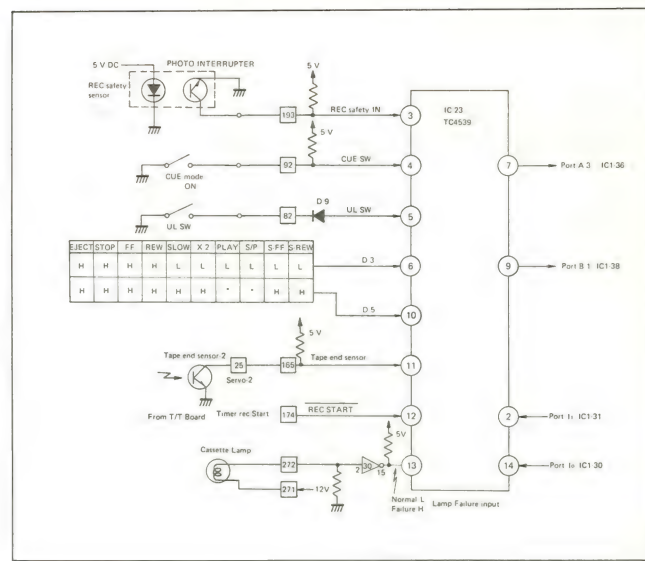 5 V DC PHOTO INTERRUPTER 5 V
REC safety sensor
193 REC safety IN 3 IC·23 TC4539
5 V
92 CUE SW 4 7 Port A 3 IC1·36
CUE mode ON
D 9
82 UL SW 5
UL SW
EJECT STOP FF REW SLOW X 2 PLAY S/P S·FF S·REW
H H H H L L L L L L D 3 6 9 Port B 1 IC1·38
H H H H H H · · H H D 5 10
5 V
Tape end sensor·2 25 165 Tape end sensor 11
Servo·2
From T/T Board Timer rec Start 174 REC START 12 2 Port I₁ IC1·31
5V
Cassette Lamp 272 2 30 15 13 14 Port I₀ IC1·30
271 12V Normal L Lamp Failure input
Failure H